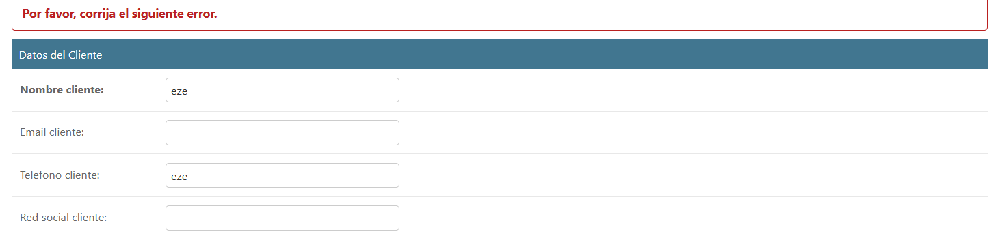 Por favor, corrija el siguiente error.
Datos del Cliente
Nombre cliente:
eze
Email cliente:
Telefono cliente:
eze
Red social cliente: